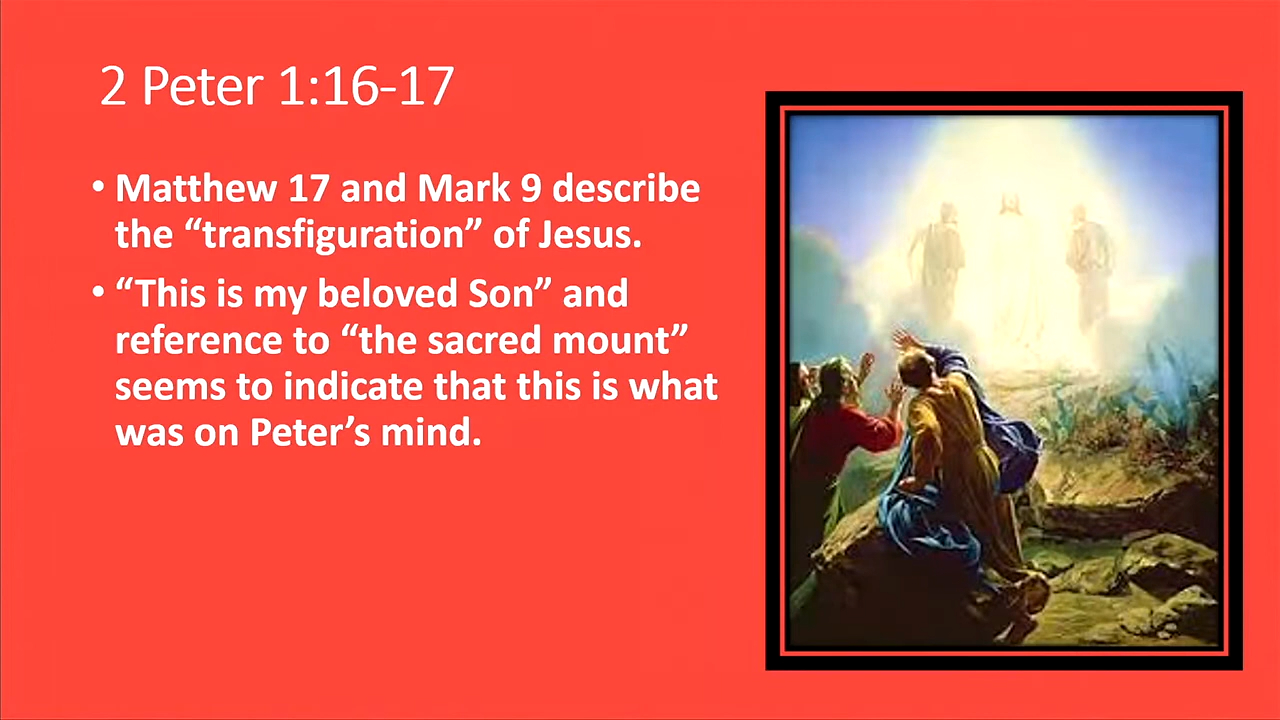 2 Peter 1:16-17
• Matthew 17 and Mark 9 describe
the “transfiguration” of Jesus.
• “This is my beloved Son” and
reference to “the sacred mount”
seems to indicate that this is what
was on Peter’s mind.